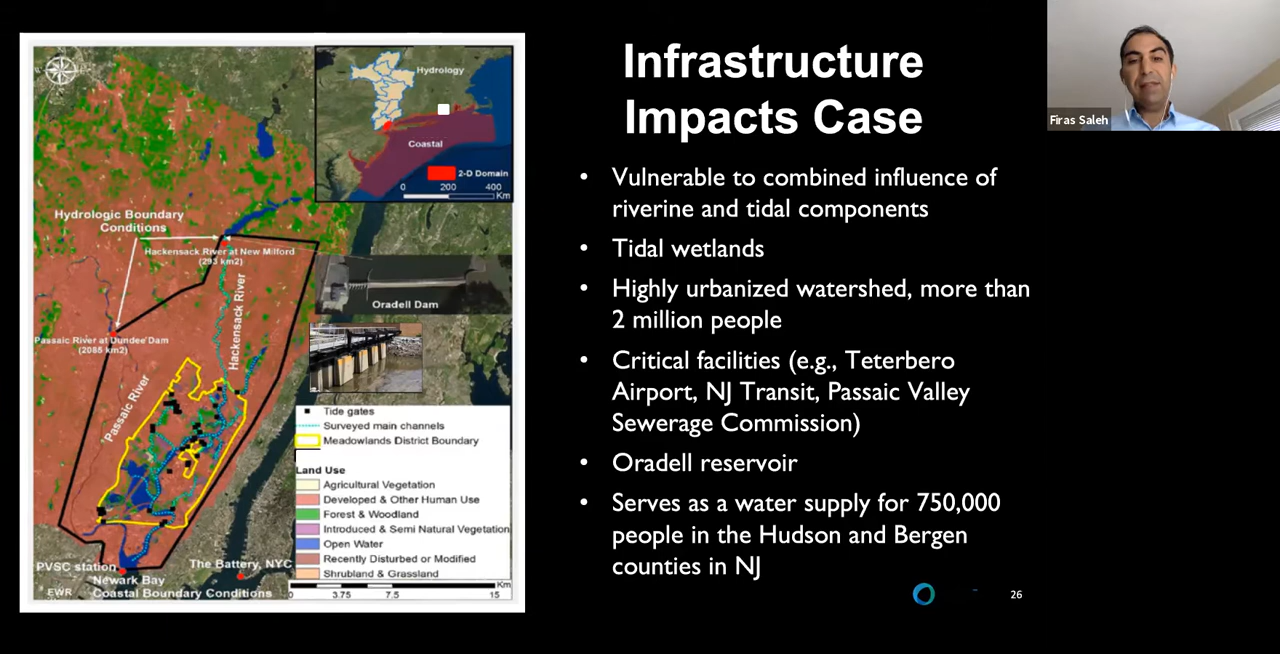 Infrastructure
Impacts Case
• Vulnerable to combined influence of
riverine and tidal components
• Tidal wetlands
• Highly urbanized watershed, more than
2 million people
• Critical facilities (e.g., Teterbero
Airport, NJ Transit, Passaic Valley
Sewerage Commission)
• Oradell reservoir
• Serves as a water supply for 750,000
people in the Hudson and Bergen
counties in NJ
26
Firas Saleh
Hydrology
Coastal
2-D Domain
0 200 400
Km
Hydrologic Boundary
Conditions
Hackensack River at New Milford
(293 km2)
Hackensack River
Oradell Dam
Passaic River at Dundee Dam
(2085 km2)
Passaic River
Tide gates
Surveyed main channels
Meadowlands District Boundary
Land Use
Agricultural Vegetation
Developed & Other Human Use
Forest & Woodland
Introduced & Semi Natural Vegetation
Open Water
Recently Disturbed or Modified
Shrubland & Grassland
PVSC station
Newark Bay
The Battery, NYC
EWR
Coastal Boundary Conditions
Km
0 3.75 7.5 15